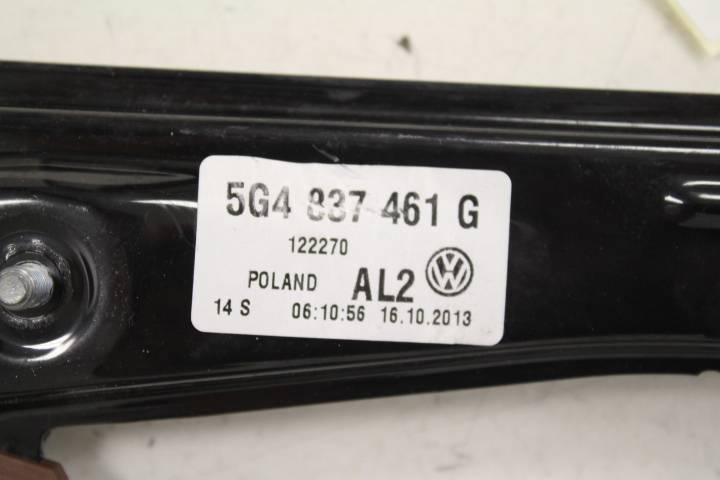 5G4 837 461 G
122270
POLAND AL2
14 S 06:10:56 16.10.2013